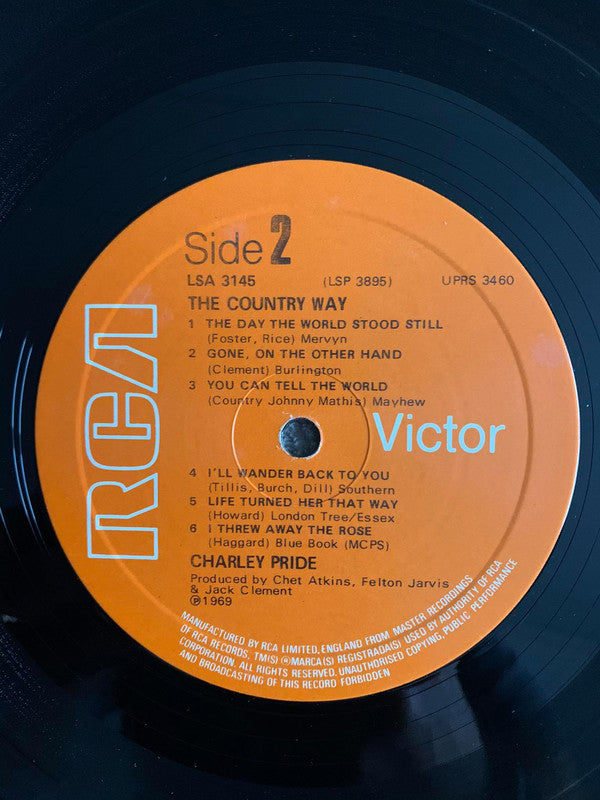 Side 2
LSA 3145 (LSP 3895) UPRS 3460
THE COUNTRY WAY
1 THE DAY THE WORLD STOOD STILL
(Foster, Rice) Mervyn
2 GONE, ON THE OTHER HAND
(Clement) Burlington
3 YOU CAN TELL THE WORLD
(Country Johnny Mathis) Mayhew
RCA Victor
4 I'LL WANDER BACK TO YOU
(Tillis, Burch, Dill) Southern
5 LIFE TURNED HER THAT WAY
(Howard) London Tree/Essex
6 I THREW AWAY THE ROSE
(Haggard) Blue Book (MCPS)
CHARLEY PRIDE
Produced by Chet Atkins, Felton Jarvis
& Jack Clement
℗1969
MANUFACTURED BY RCA LIMITED, ENGLAND FROM MASTER RECORDINGS
OF RCA RECORDS, TM(S) ®MARCA(S) REGISTRADA(S) USED BY AUTHORITY OF RCA
CORPORATION. ALL RIGHTS RESERVED. UNAUTHORISED COPYING, PUBLIC PERFORMANCE
AND BROADCASTING OF THIS RECORD FORBIDDEN